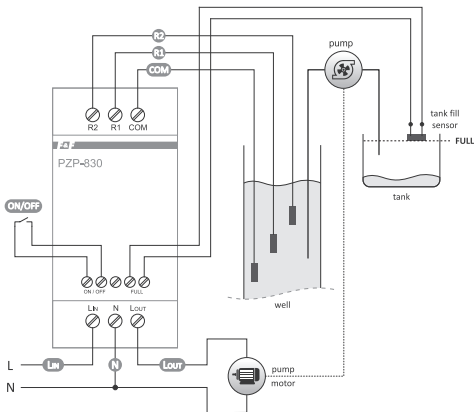 R2
R1
COM
pump
R2 R1 COM
F&F
PZP-830
tank fill
sensor
FULL
tank
ON/OFF
ON / OFF FULL
well
LIN N LOUT
L LIN N LOUT
N
pump
motor